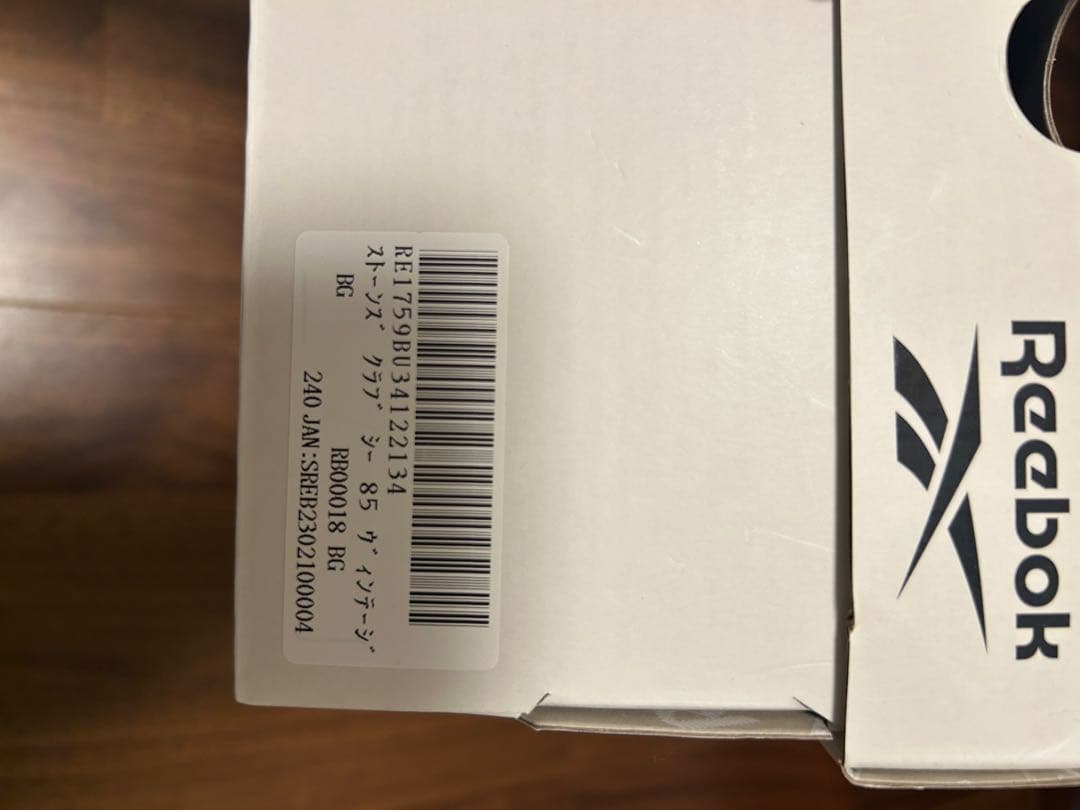 Reebok
RE1759BU34122134
ｽﾄｰﾝｽﾞ ｸﾗﾌﾞ ｼｰ 85 ｳﾞｨﾝﾃｰｼﾞ
BG RB00018 BG
240 JAN:SREB2302100004